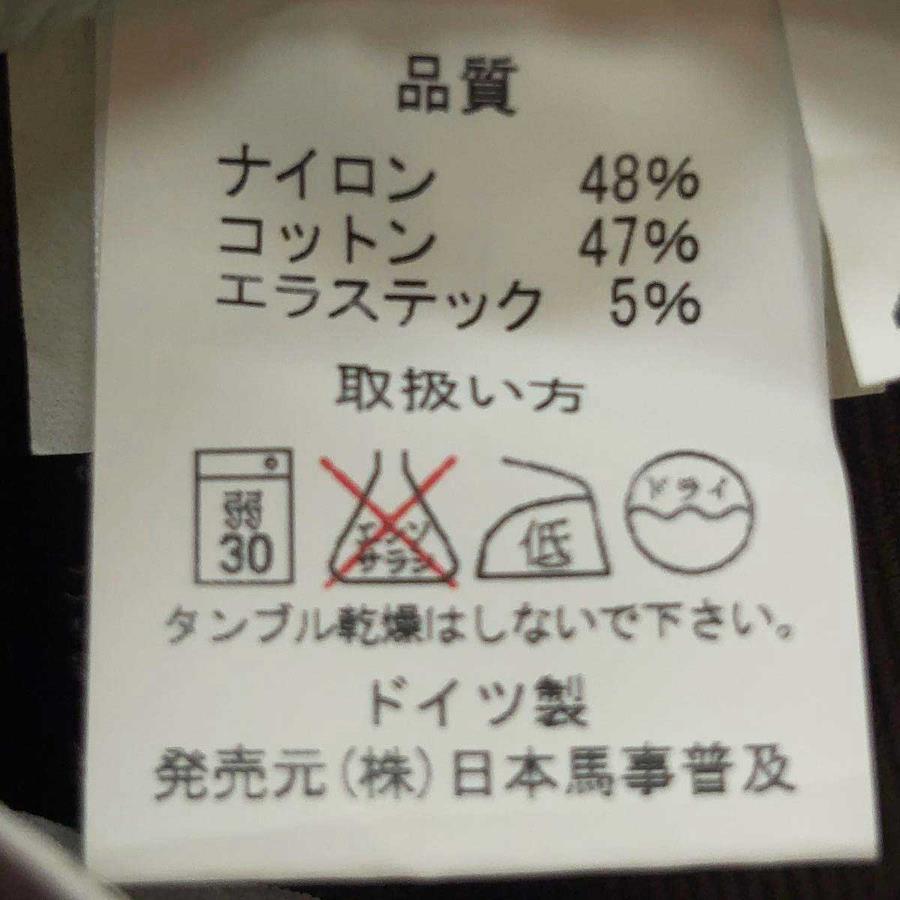 品質
ナイロン 48%
コットン 47%
エラステック 5%
取扱い方
弱
30
エンソ
サラシ
低
ドライ
タンブル乾燥はしないで下さい。
ドイツ製
発売元(株)日本馬事普及